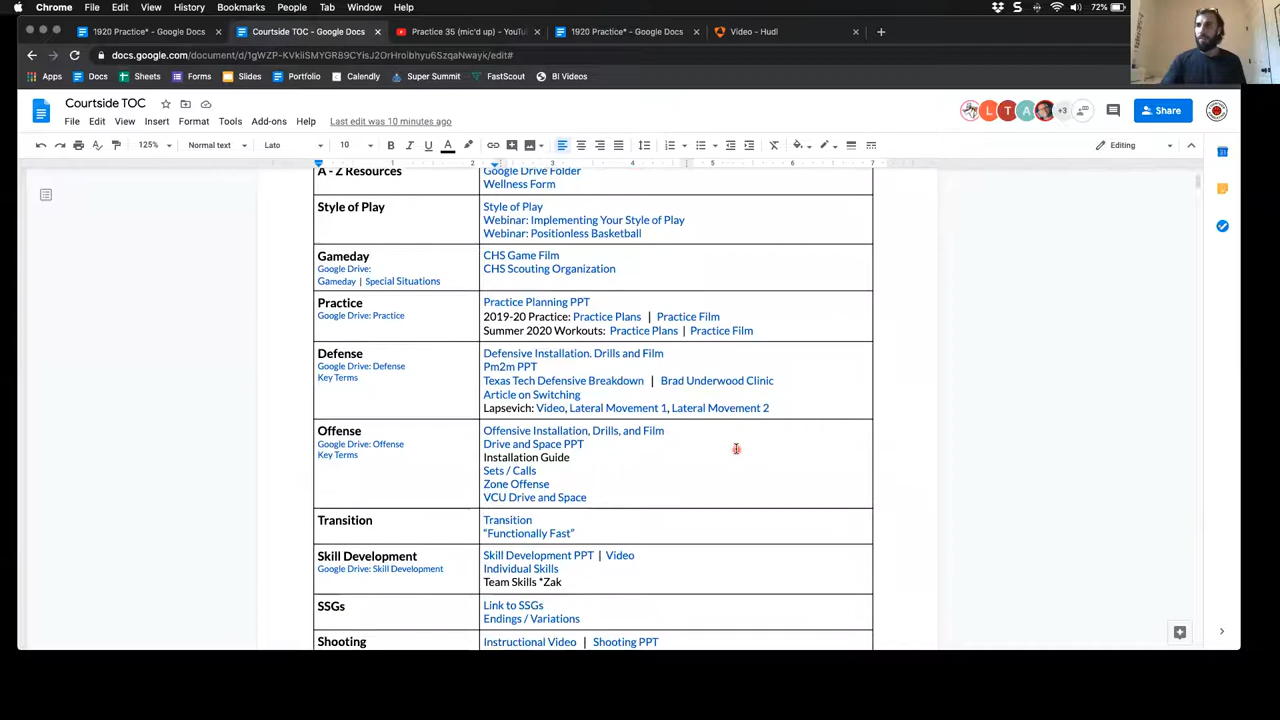 Chrome File Edit View History Bookmarks People Tab Window Help 72%
1920 Practice* - Google Docs Courtside TOC - Google Docs Practice 35 (mic'd up) - YouTu 1920 Practice* - Google Docs Video - Hudl
docs.google.com/document/d/1gWZP-KVkIiSMYGR89CYisJ2OrHroibhyu6SzqaNwayk/edit#
Apps Docs Sheets Forms Slides Portfolio Calendly Super Summit FastScout BI Videos
Courtside TOC
L T A +3 Share
File Edit View Insert Format Tools Add-ons Help Last edit was 10 minutes ago
125% Normal text Lato 10 B I U A Editing
1 2 3 4 5 6 7
A - Z Resources Google Drive Folder
Wellness Form
Style of Play Style of Play
Webinar: Implementing Your Style of Play
Webinar: Positionless Basketball
Gameday CHS Game Film
Google Drive: CHS Scouting Organization
Gameday | Special Situations
Practice Practice Planning PPT
Google Drive: Practice 2019-20 Practice: Practice Plans | Practice Film
Summer 2020 Workouts: Practice Plans | Practice Film
Defense Defensive Installation. Drills and Film
Google Drive: Defense Pm2m PPT
Key Terms Texas Tech Defensive Breakdown | Brad Underwood Clinic
Article on Switching
Lapsevich: Video, Lateral Movement 1, Lateral Movement 2
Offense Offensive Installation, Drills, and Film
Google Drive: Offense Drive and Space PPT
Key Terms Installation Guide
Sets / Calls
Zone Offense
VCU Drive and Space
Transition Transition
“Functionally Fast”
Skill Development Skill Development PPT | Video
Google Drive: Skill Development Individual Skills
Team Skills *Zak
SSGs Link to SSGs
Endings / Variations
Shooting Instructional Video | Shooting PPT